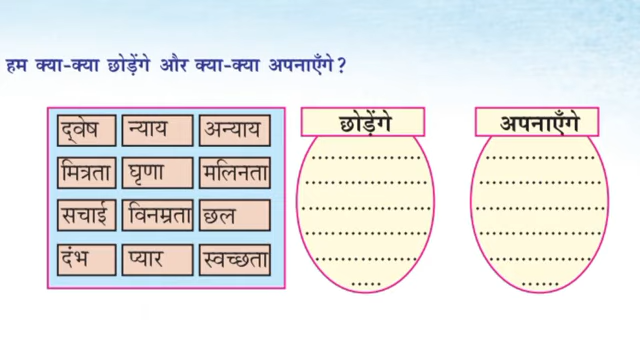 हम क्या-क्या छोड़ेंगे और क्या-क्या अपनाएँगे?
द्‌वेष न्याय अन्याय
मित्रता घृणा मलिनता
सचाई विनम्रता छल
दंभ प्यार स्वच्छता
छोड़ेंगे
अपनाएँगे